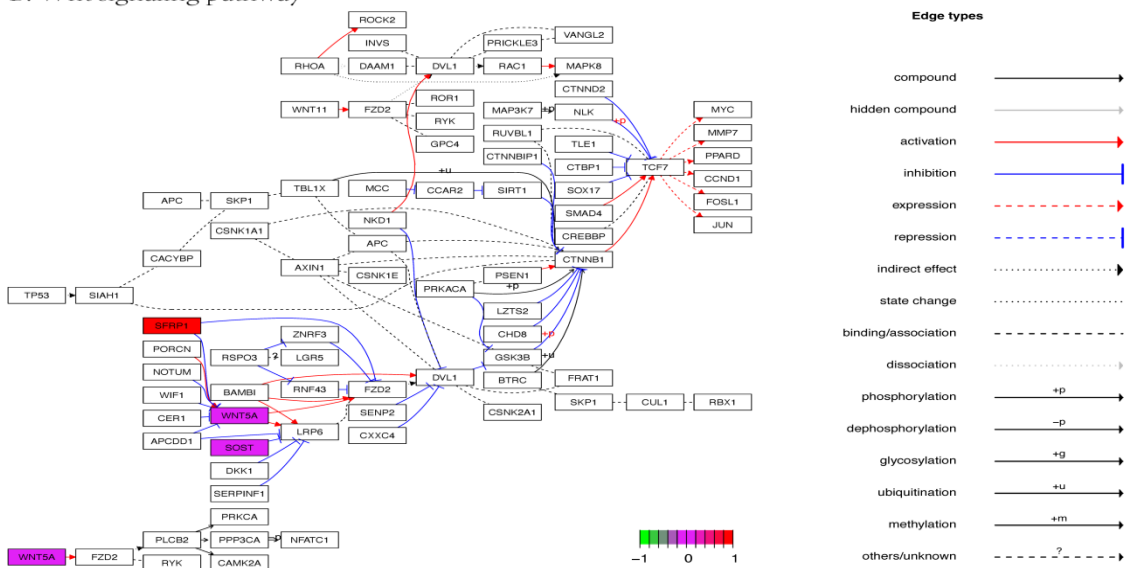 ROCK2
INVS
PRICKLE3
VANGL2
RHOA
DAAM1
DVL1
RAC1
MAPK8
CTNND2
ROR1
WNT11
FZD2
MAP3K7
+p
NLK
MYC
RYK
RUVBL1
+p
MMP7
GPC4
TLE1
CTNNBIP1
PPARD
+u
CTBP1
TCF7
TBL1X
MCC
CCAR2
SIRT1
SOX17
CCND1
APC
SKP1
FOSL1
NKD1
SMAD4
JUN
CSNK1A1
APC
CREBBP
CACYBP
AXIN1
CTNNB1
CSNK1E
PSEN1
PRKACA
+p
TP53
SIAH1
LZTS2
SFRP1
CHD8
+p
ZNRF3
PORCN
RSPO3
?
LGR5
GSK3B
+u
NOTUM
DVL1
FRAT1
WIF1
BAMBI
RNF43
FZD2
BTRC
SKP1
CUL1
RBX1
CER1
WNT5A
SENP2
CSNK2A1
APCDD1
LRP6
CXXC4
SOST
DKK1
SERPINF1
PRKCA
PLCB2
PPP3CA
NFATC1
WNT5A
FZD2
RYK
CAMK2A
−1
0
1
Edge types
compound
hidden compound
activation
inhibition
expression
repression
indirect effect
state change
binding/association
dissociation
phosphorylation +p
dephosphorylation −p
glycosylation +g
ubiquitination +u
methylation +m
others/unknown ?